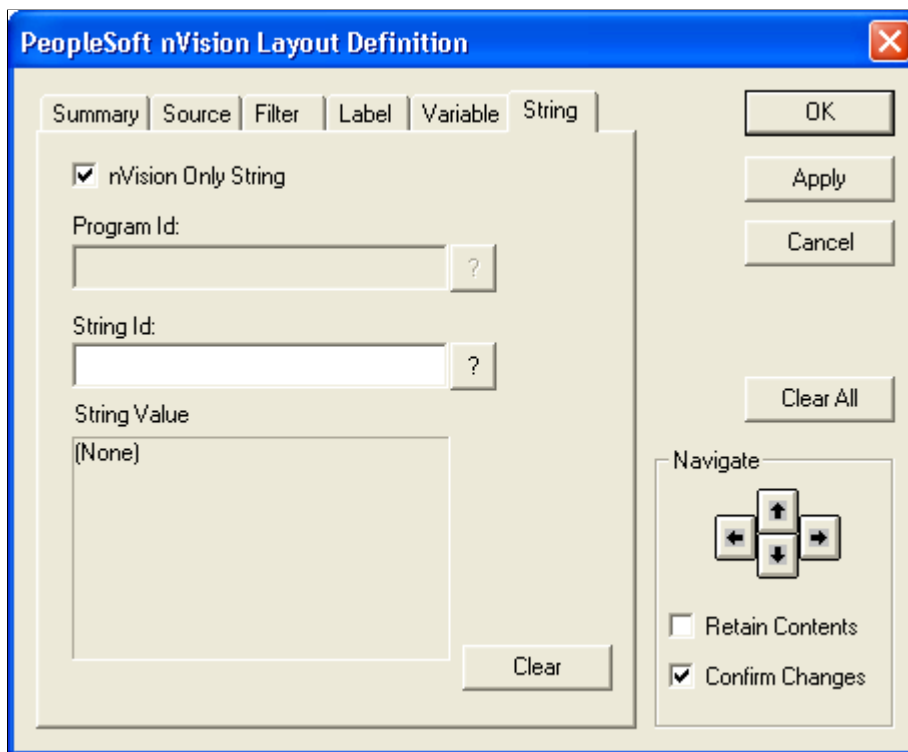 PeopleSoft nVision Layout Definition
Summary Source Filter Label Variable String
nVision Only String
Program Id:
?
String Id:
?
String Value
(None)
Clear
OK
Apply
Cancel
Clear All
Navigate
Retain Contents
Confirm Changes